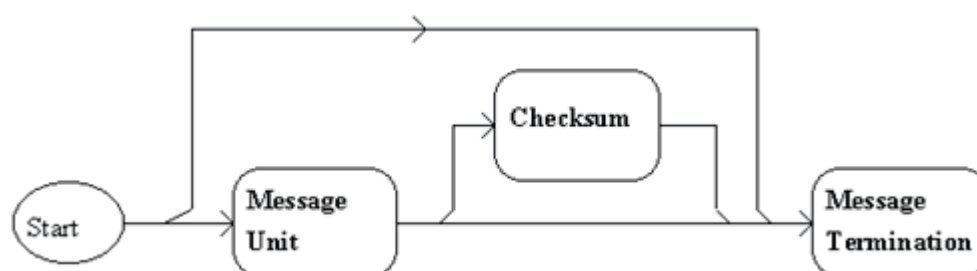 Checksum
Start
Message
Unit
Message
Termination